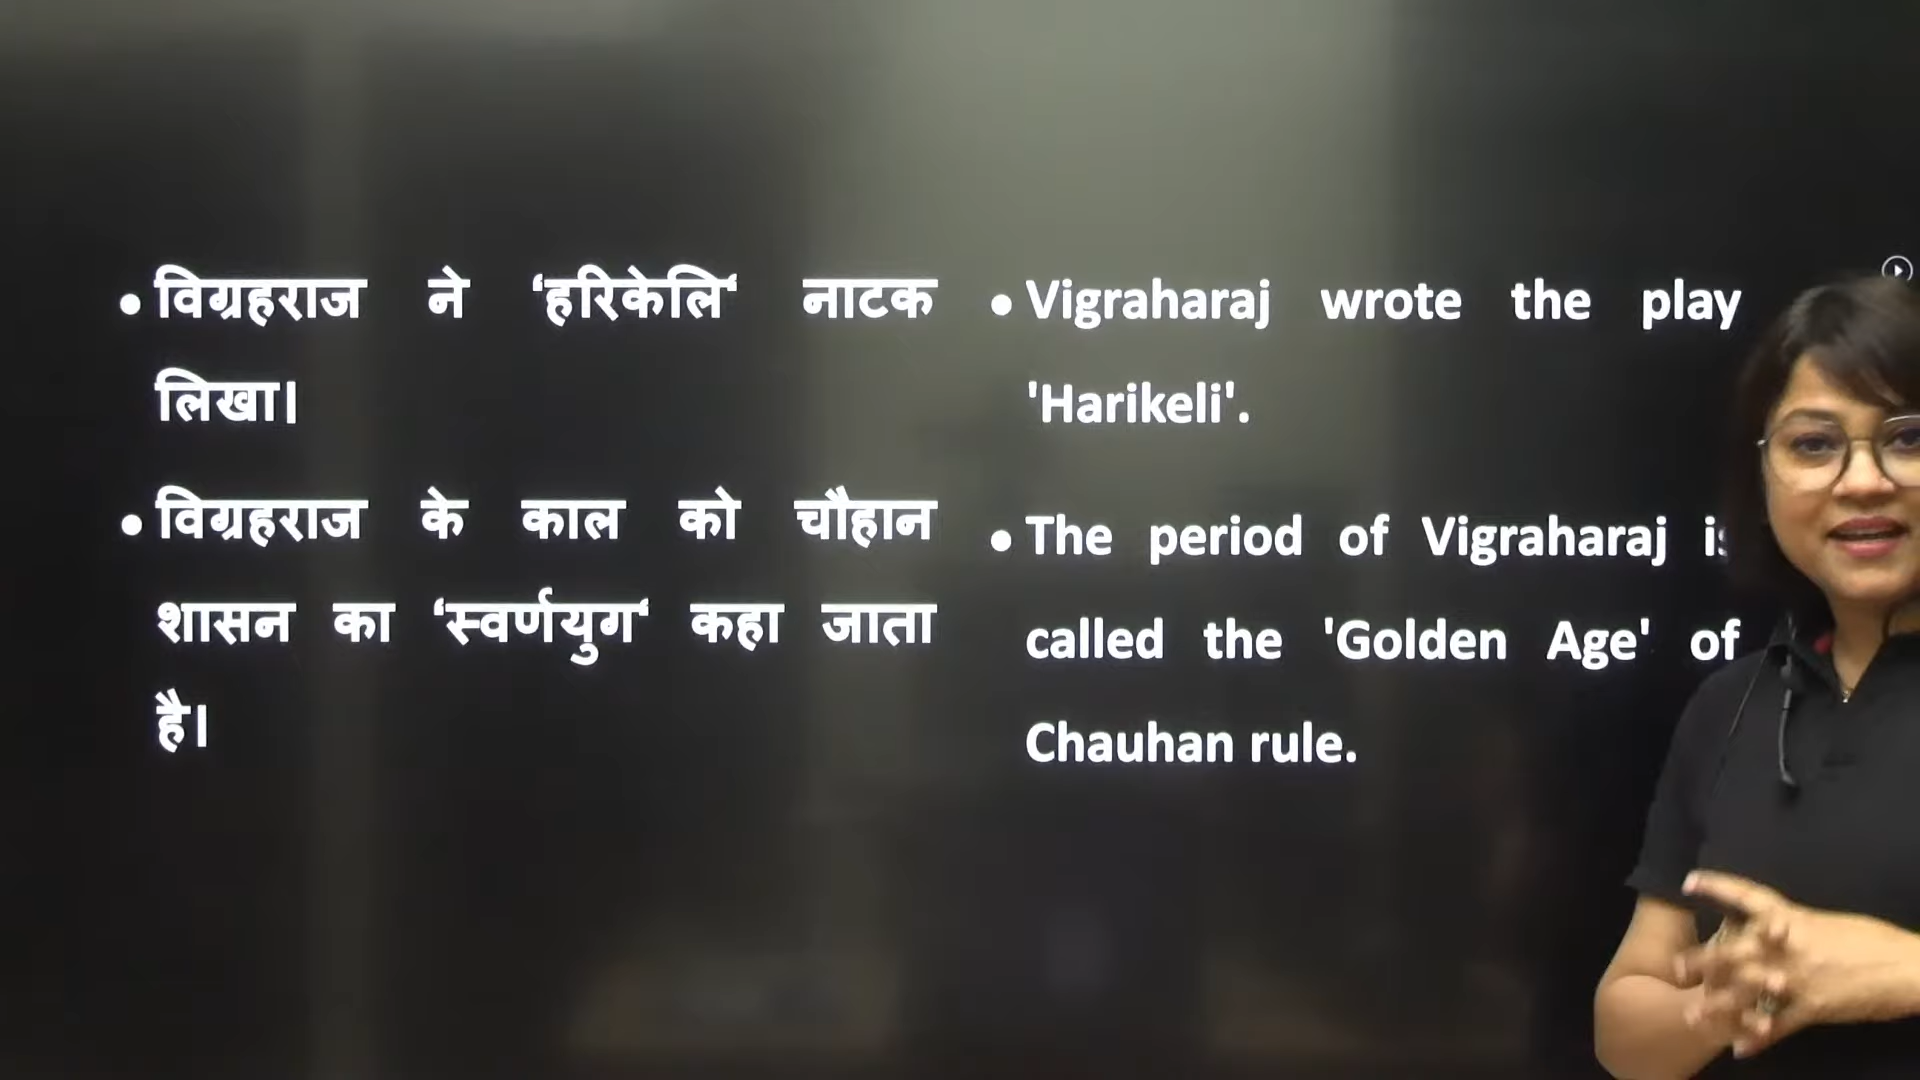 • विग्रहराज ने ‘हरिकेलि‘ नाटक
लिखा।
• विग्रहराज के काल को चौहान
शासन का ‘स्वर्णयुग‘ कहा जाता
है।
• Vigraharaj wrote the play
'Harikeli'.
• The period of Vigraharaj is
called the 'Golden Age' of
Chauhan rule.